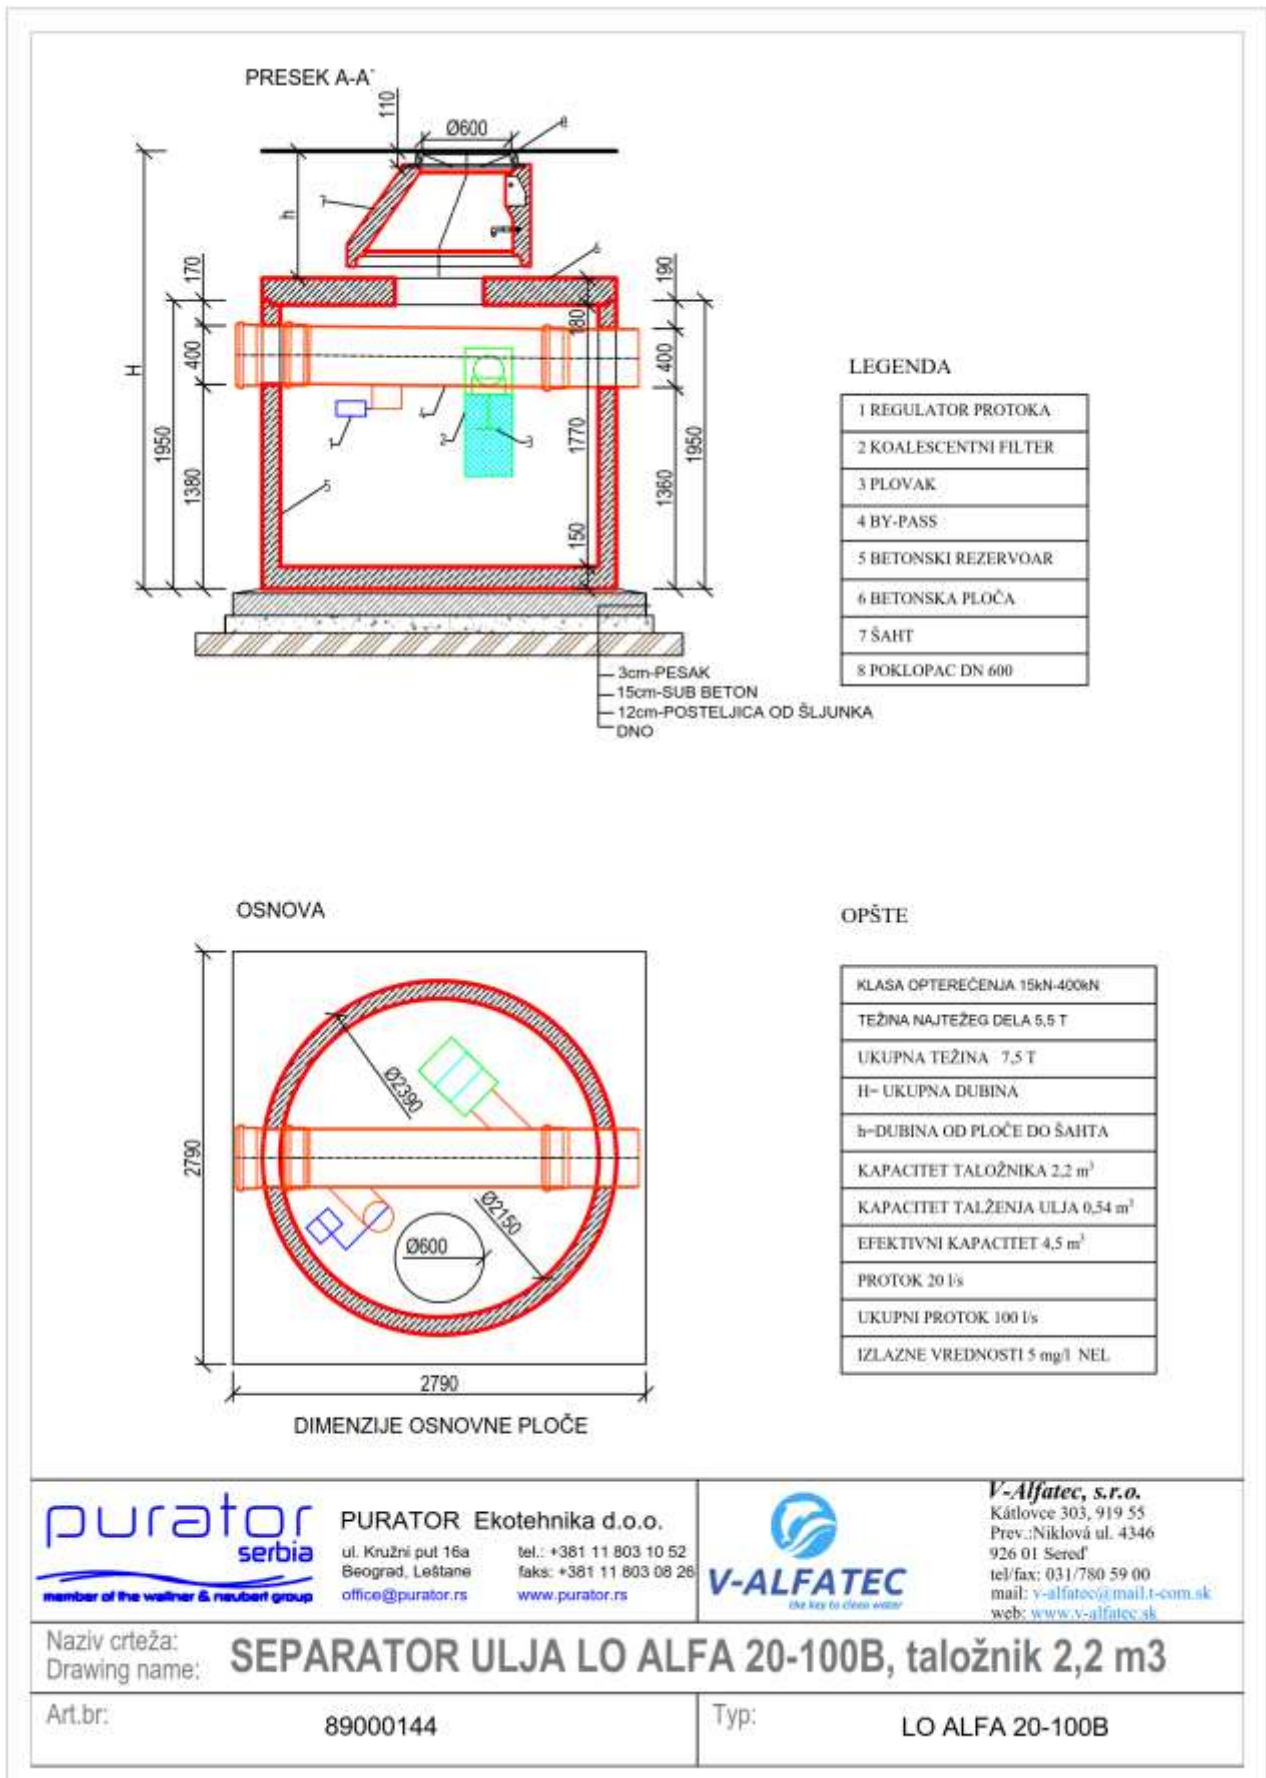 PRESEK A-A'
110
Ø600
8
7
h
6
170
190
H
180
400
400
1
4
2
3
1950
1380
5
1770
1360
1950
150
3cm-PESAK
15cm-SUB BETON
12cm-POSTELJICA OD ŠLJUNKA
DNO
LEGENDA
1 REGULATOR PROTOKA
2 KOALESCENTNI FILTER
3 PLOVAK
4 BY-PASS
5 BETONSKI REZERVOAR
6 BETONSKA PLOČA
7 ŠAHT
8 POKLOPAC DN 600
OSNOVA
Ø2390
2790
Ø2150
Ø600
2790
DIMENZIJE OSNOVNE PLOČE
OPŠTE
KLASA OPTEREĆENJA 15kN-400kN
TEŽINA NAJTEŽEG DELA 5,5 T
UKUPNA TEŽINA 7,5 T
H= UKUPNA DUBINA
h=DUBINA OD PLOČE DO ŠAHTA
KAPACITET TALOŽNIKA 2,2 m³
KAPACITET TALŽENJA ULJA 0,54 m³
EFEKTIVNI KAPACITET 4,5 m³
PROTOK 20 l/s
UKUPNI PROTOK 100 l/s
IZLAZNE VREDNOSTI 5 mg/l NEL
purator
serbia
member of the wallner & neubert group
PURATOR Ekotehnika d.o.o.
ul. Kružni put 16a
Beograd, Leštane
office@purator.rs
tel.: +381 11 803 10 52
faks: +381 11 803 08 26
www.purator.rs
V-ALFATEC
the key to clean water
V-Alfatec, s.r.o.
Kátlovce 303, 919 55
Prev.:Niklová ul. 4346
926 01 Sereď
tel/fax: 031/780 59 00
mail: v-alfatec@mail.t-com.sk
web: www.v-alfatec.sk
Naziv crteža:
Drawing name:
SEPARATOR ULJA LO ALFA 20-100B, taložnik 2,2 m3
Art.br:
89000144
Typ:
LO ALFA 20-100B